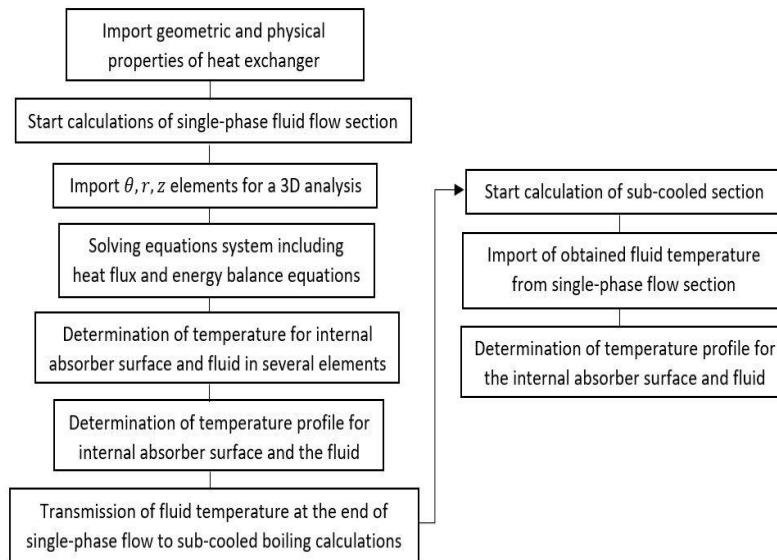 Import geometric and physical
properties of heat exchanger
Start calculations of single-phase fluid flow section
Import θ, r, z elements for a 3D analysis
Solving equations system including
heat flux and energy balance equations
Determination of temperature for internal
absorber surface and fluid in several elements
Determination of temperature profile for
internal absorber surface and the fluid
Transmission of fluid temperature at the end of
single-phase flow to sub-cooled boiling calculations
Start calculation of sub-cooled section
Import of obtained fluid temperature
from single-phase flow section
Determination of temperature profile for
the internal absorber surface and fluid